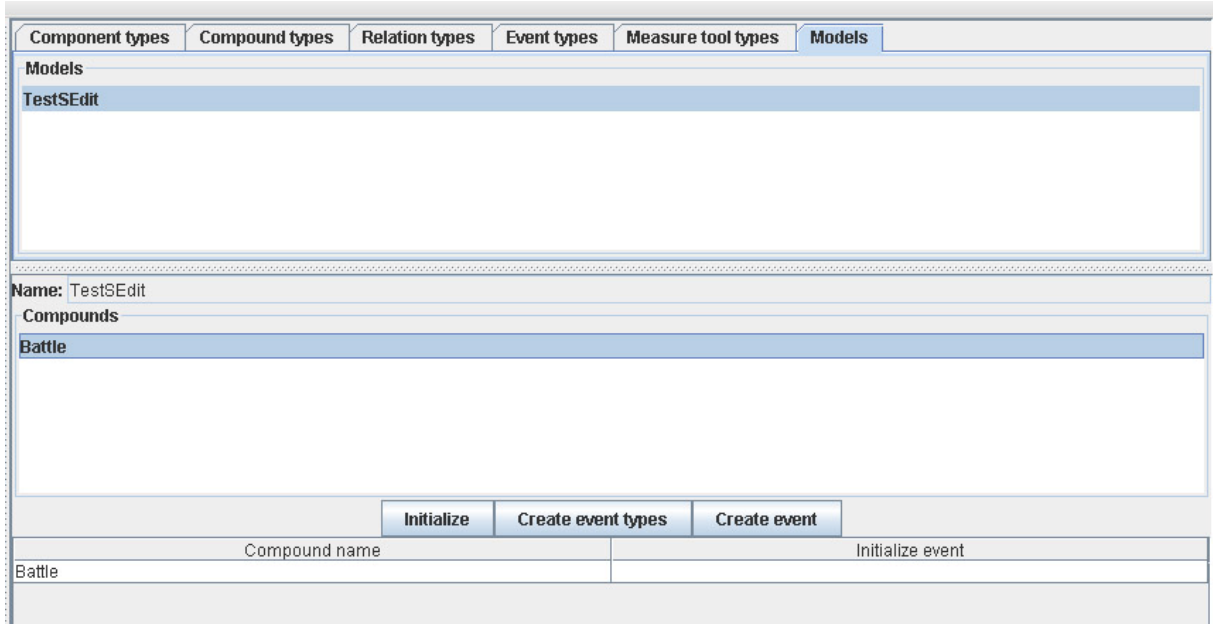 Component types Compound types Relation types Event types Measure tool types Models
Models
TestSEdit
Name: TestSEdit
Compounds
Battle
Initialize Create event types Create event
Compound name Initialize event
Battle